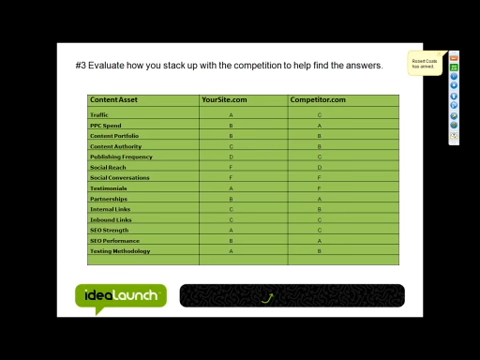 #3 Evaluate how you stack up with the competition to help find the answers.
Content Asset YourSite.com Competitor.com
Traffic A C
PPC Spend B A
Content Portfolio B B
Content Authority C B
Publishing Frequency D C
Social Reach F D
Social Conversations F F
Testimonials A F
Partnerships B A
Internal Links C B
Inbound Links C C
SEO Strength A C
SEO Performance B A
Testing Methodology A B
idealaunch
has joined